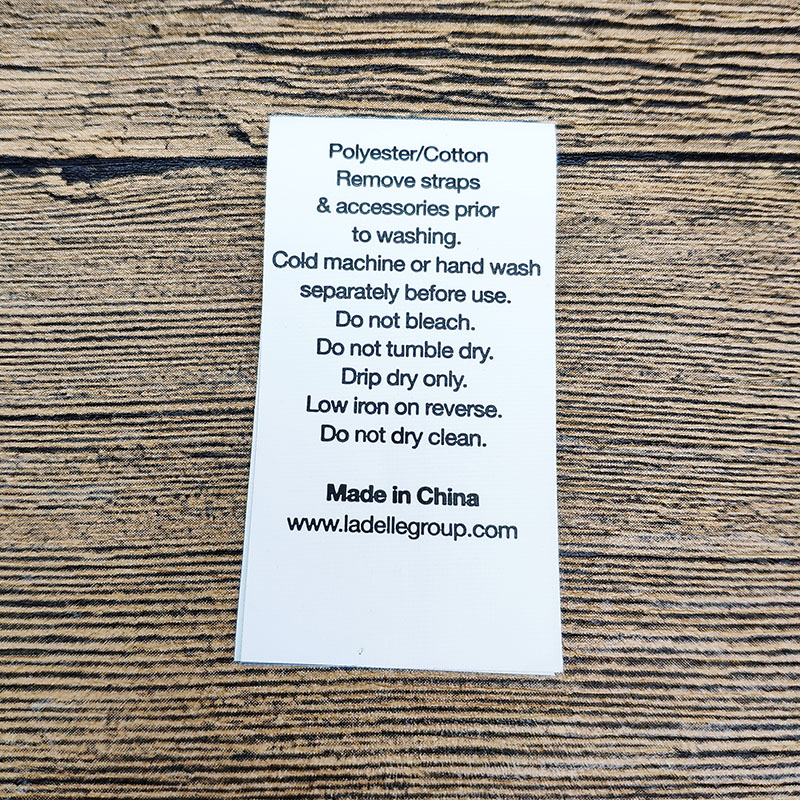 Polyester/Cotton
Remove straps
& accessories prior
to washing.
Cold machine or hand wash
separately before use.
Do not bleach.
Do not tumble dry.
Drip dry only.
Low iron on reverse.
Do not dry clean.
Made in China
www.ladellegroup.com